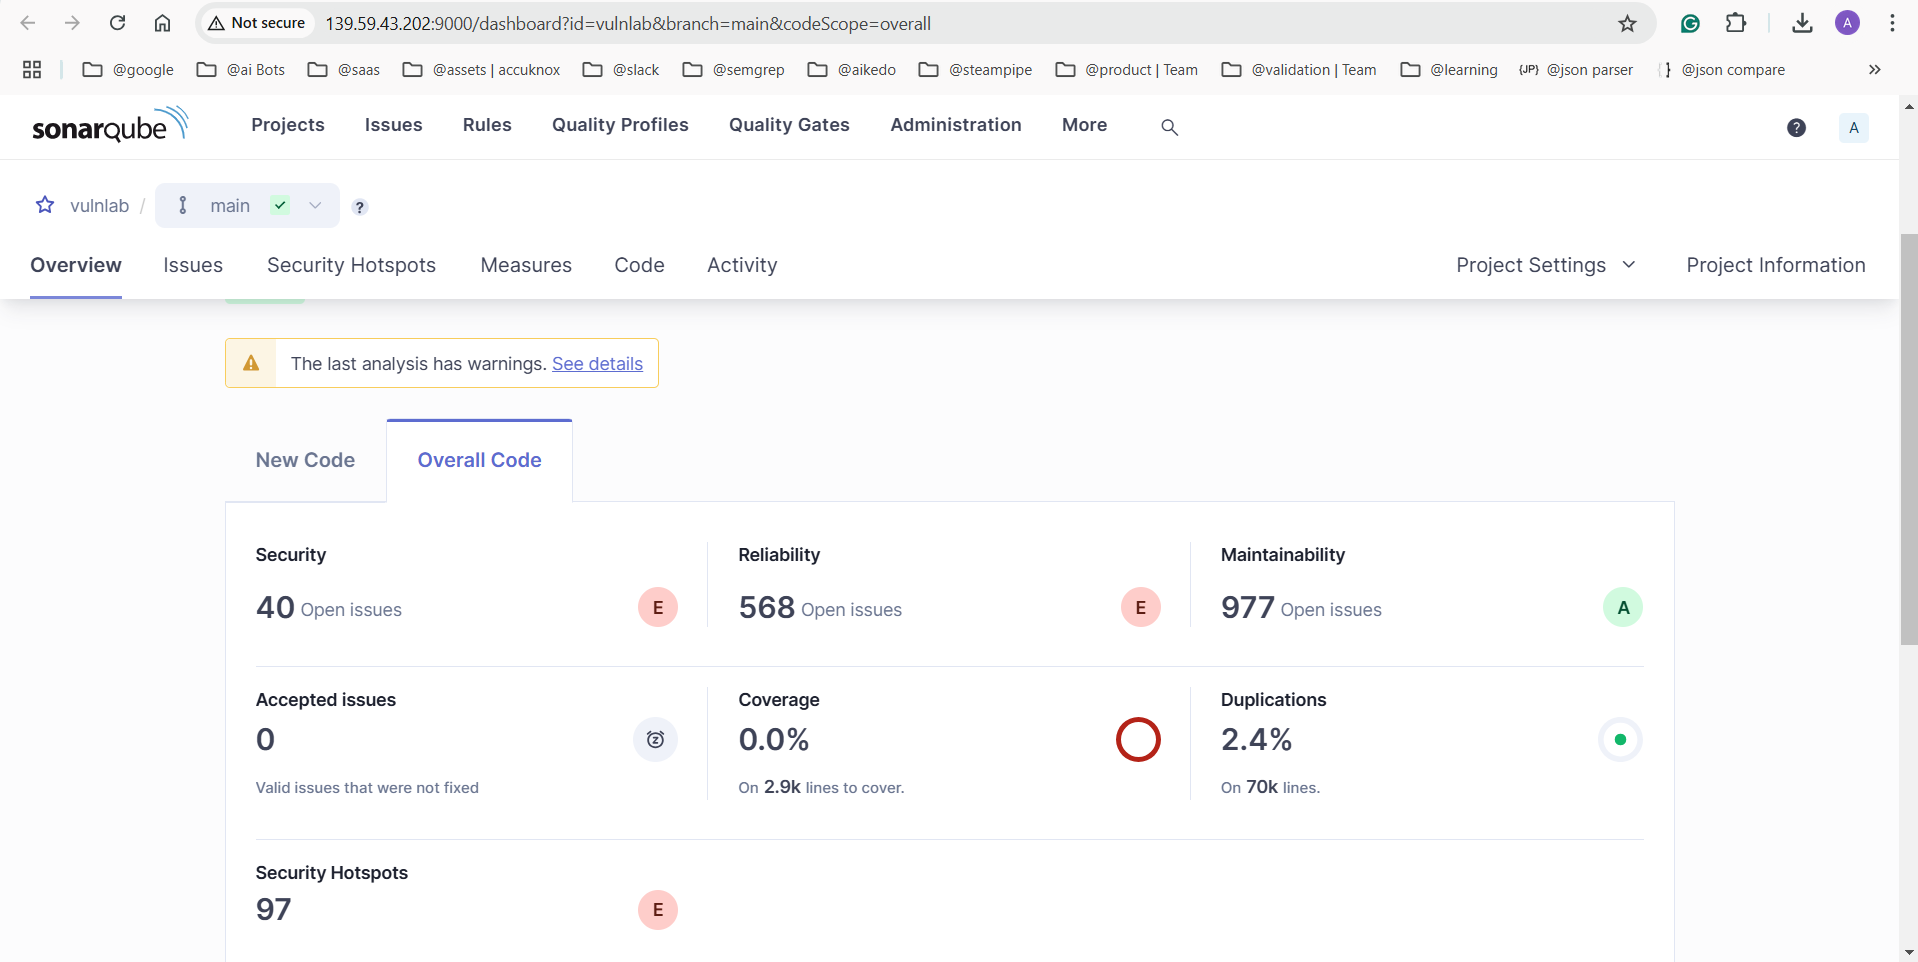 Not secure 139.59.43.202:9000/dashboard?id=vulnlab&branch=main&codeScope=overall A
@google @ai Bots @saas @assets | accuknox @slack @semgrep @aikedo @steampipe @product | Team @validation | Team @learning {JP} @json parser { } @json compare »
sonarqube Projects Issues Rules Quality Profiles Quality Gates Administration More ? A
vulnlab / main ?
Overview Issues Security Hotspots Measures Code Activity Project Settings Project Information
The last analysis has warnings. See details
New Code Overall Code
Security Reliability Maintainability
40 Open issues E 568 Open issues E 977 Open issues A
Accepted issues Coverage Duplications
0 0.0% 2.4%
Valid issues that were not fixed On 2.9k lines to cover. On 70k lines.
Security Hotspots
97 E